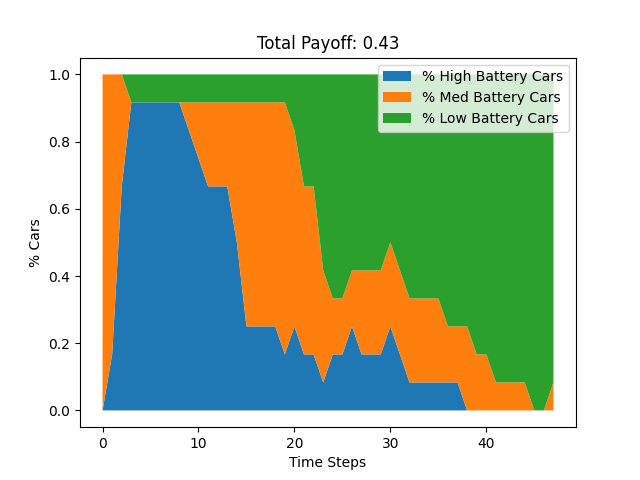 Total Payoff: 0.43
% High Battery Cars
% Med Battery Cars
% Low Battery Cars
1.0
0.8
0.6
0.4
0.2
0.0
% Cars
0
10
20
30
40
Time Steps